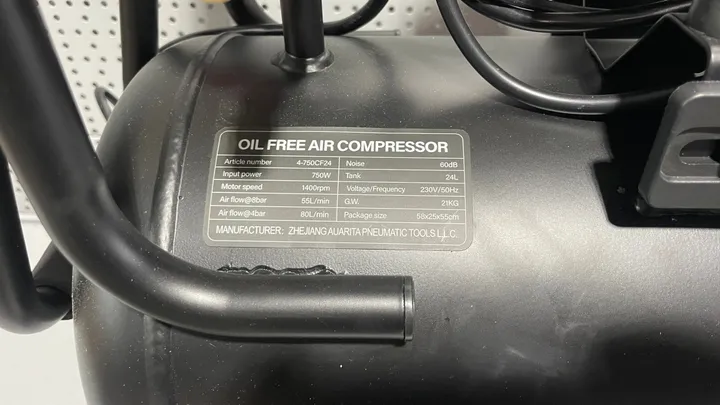 OIL FREE AIR COMPRESSOR
Article number 4-750CF24 Noise 60dB
Input power 750W Tank 24L
Motor speed 1400rpm Voltage/Frequency 230V/50Hz
Air flow@8bar 55L/min G.W. 21KG
Air flow@4bar 80L/min Package size 58x25x55cm
MANUFACTURER: ZHEJIANG AUARITA PNEUMATIC TOOLS L.L.C.